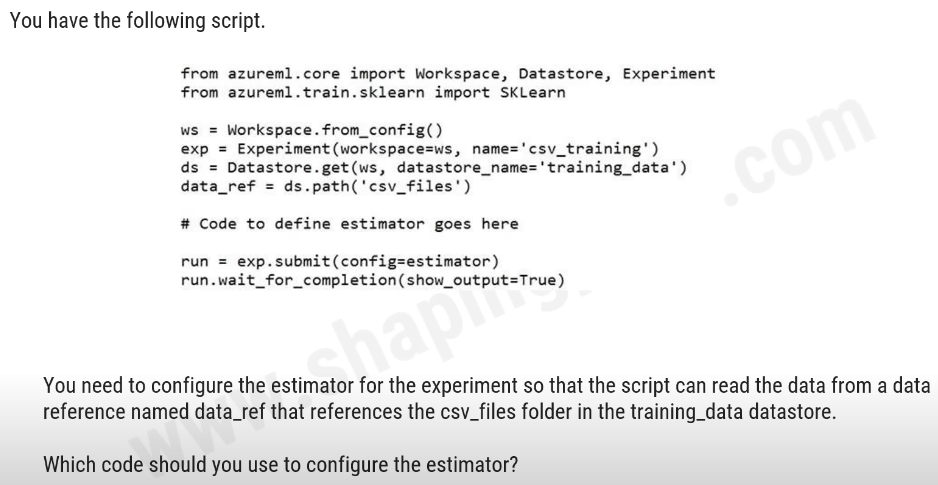 You have the following script.
from azureml.core import Workspace, Datastore, Experiment
from azureml.train.sklearn import SKLearn
ws = Workspace.from_config()
exp = Experiment(workspace=ws, name='csv_training')
ds = Datastore.get(ws, datastore_name='training_data')
data_ref = ds.path('csv_files')
# Code to define estimator goes here
run = exp.submit(config=estimator)
run.wait_for_completion(show_output=True)
.com
www.shaping
You need to configure the estimator for the experiment so that the script can read the data from a data
reference named data_ref that references the csv_files folder in the training_data datastore.
Which code should you use to configure the estimator?